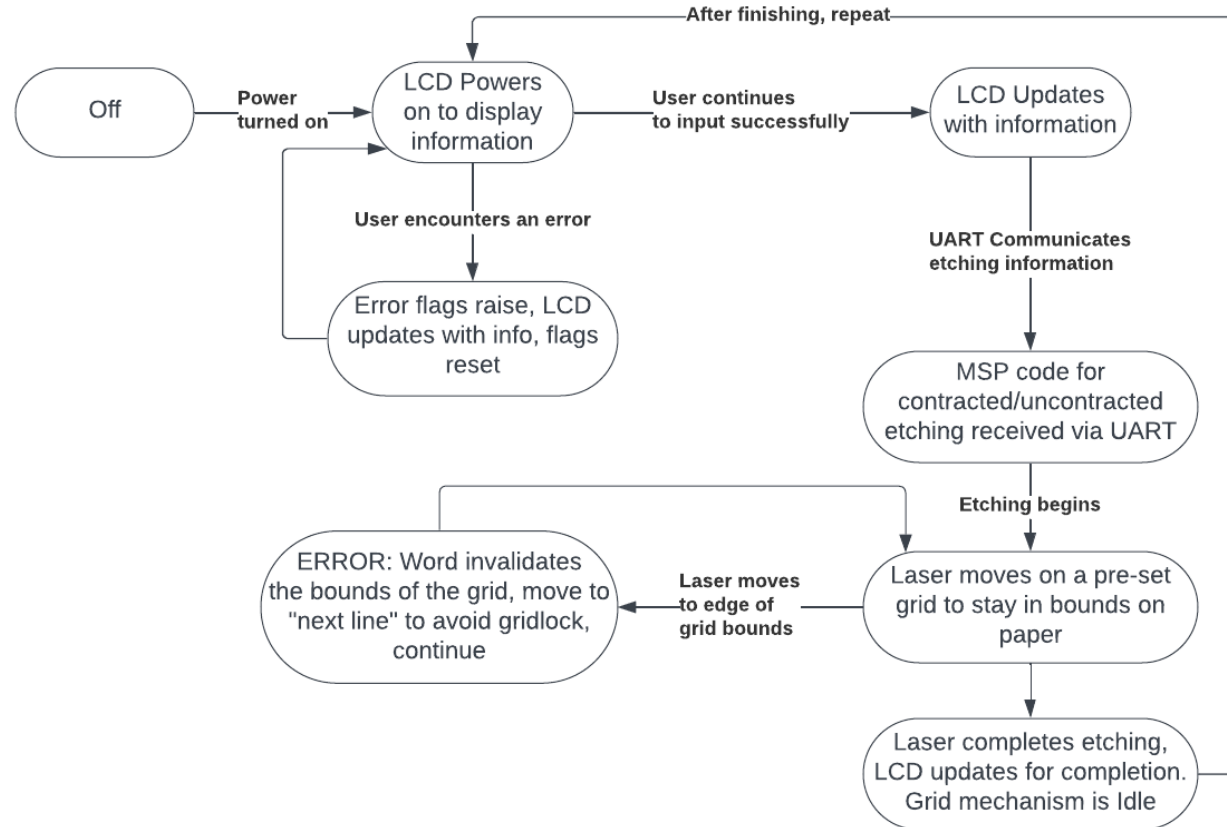 After finishing, repeat
Off
Power
turned on
LCD Powers
on to display
information
User continues
to input successfully
LCD Updates
with information
User encounters an error
UART Communicates
etching information
Error flags raise, LCD
updates with info, flags
reset
MSP code for
contracted/uncontracted
etching received via UART
Etching begins
ERROR: Word invalidates
the bounds of the grid, move to
"next line" to avoid gridlock,
continue
Laser moves
to edge of
grid bounds
Laser moves on a pre-set
grid to stay in bounds on
paper
Laser completes etching,
LCD updates for completion.
Grid mechanism is Idle